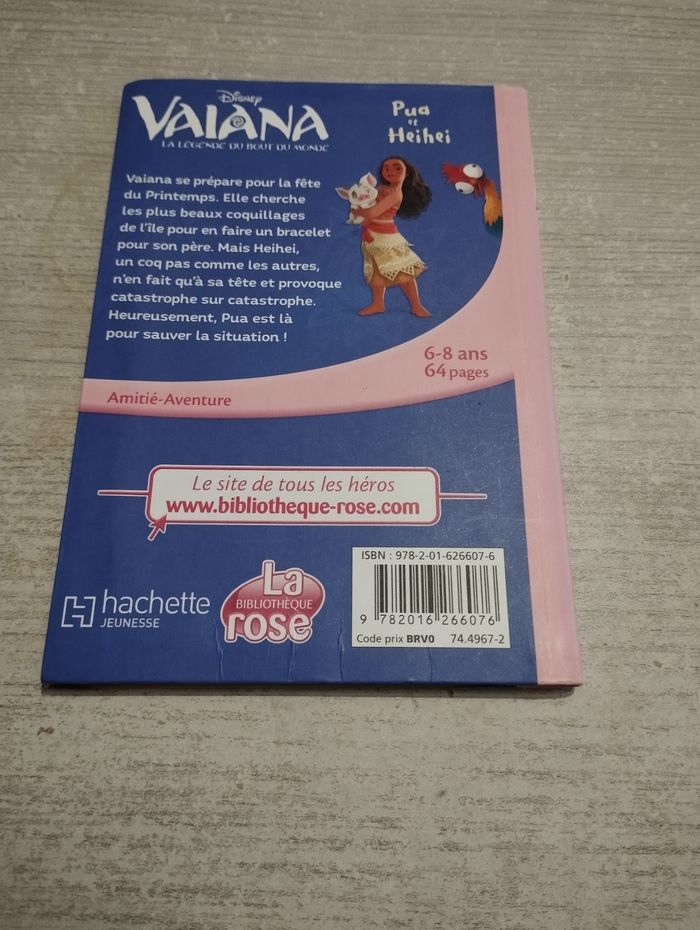 Disney
VAIANA
LA LÉGENDE DU BOUT DU MONDE
Pua
et
Heihei
Vaiana se prépare pour la fête
du Printemps. Elle cherche
les plus beaux coquillages
de l'île pour en faire un bracelet
pour son père. Mais Heihei,
un coq pas comme les autres,
n'en fait qu'à sa tête et provoque
catastrophe sur catastrophe.
Heureusement, Pua est là
pour sauver la situation !
6-8 ans
64 pages
Amitié-Aventure
Le site de tous les héros
www.bibliotheque-rose.com
hachette
JEUNESSE
La
BIBLIOTHÈQUE
rose
ISBN : 978-2-01-626607-6
9 782016 266076
Code prix BRV0 74.4967-2